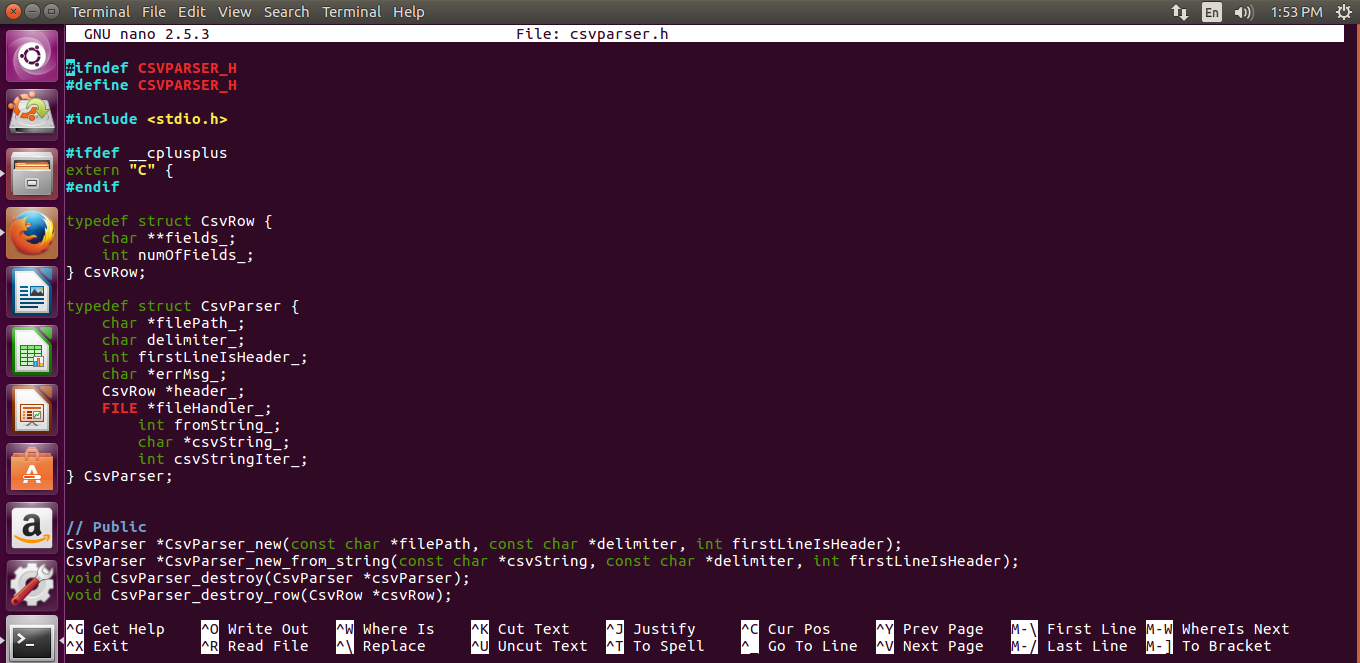 Terminal File Edit View Search Terminal Help En 1:53 PM
GNU nano 2.5.3 File: csvparser.h
#ifndef CSVPARSER_H
#define CSVPARSER_H
#include <stdio.h>
#ifdef __cplusplus
extern "C" {
#endif
typedef struct CsvRow {
    char **fields_;
    int numOfFields_;
} CsvRow;
typedef struct CsvParser {
    char *filePath_;
    char delimiter_;
    int firstLineIsHeader_;
    char *errMsg_;
    CsvRow *header_;
    FILE *fileHandler_;
        int fromString_;
        char *csvString_;
        int csvStringIter_;
} CsvParser;
// Public
CsvParser *CsvParser_new(const char *filePath, const char *delimiter, int firstLineIsHeader);
CsvParser *CsvParser_new_from_string(const char *csvString, const char *delimiter, int firstLineIsHeader);
void CsvParser_destroy(CsvParser *csvParser);
void CsvParser_destroy_row(CsvRow *csvRow);
^G Get Help ^O Write Out ^W Where Is ^K Cut Text ^J Justify ^C Cur Pos ^Y Prev Page M-\ First Line M-W WhereIs Next
^X Exit ^R Read File ^\ Replace ^U Uncut Text ^T To Spell ^_ Go To Line ^V Next Page M-/ Last Line M-] To Bracket